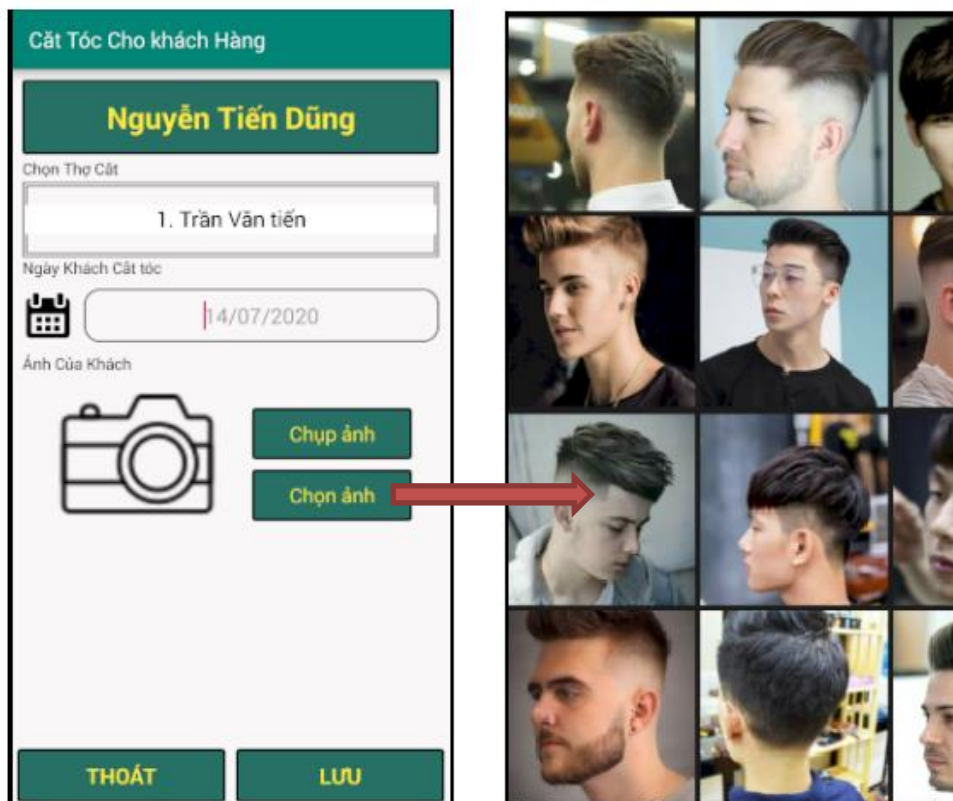 Cắt Tóc Cho khách Hàng
Nguyễn Tiến Dũng
Chọn Thợ Cắt
1. Trần Văn tiến
Ngày Khách Cắt tóc
14/07/2020
Ảnh Của Khách
Chụp ảnh
Chọn ảnh
THOÁT
LƯU